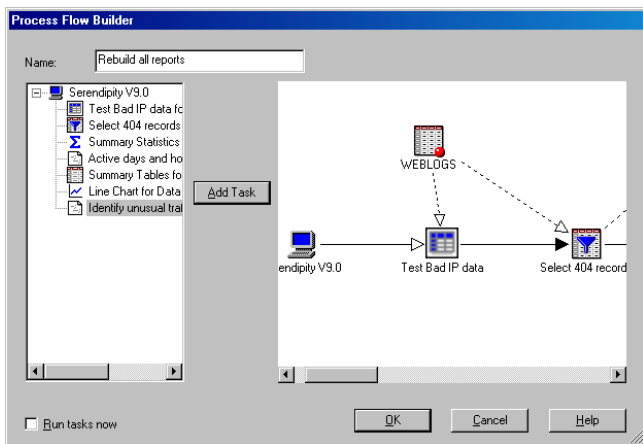 Process Flow Builder
Name:
Rebuild all reports
Serendipity V9.0
Test Bad IP data fo
Select 404 records
Summary Statistics
Active days and ho
Summary Tables fo
Line Chart for Data
Identify unusual tra
Add Task
WEBLOGS
endipity V9.0
Test Bad IP data
Select 404 record
Run tasks now
OK
Cancel
Help